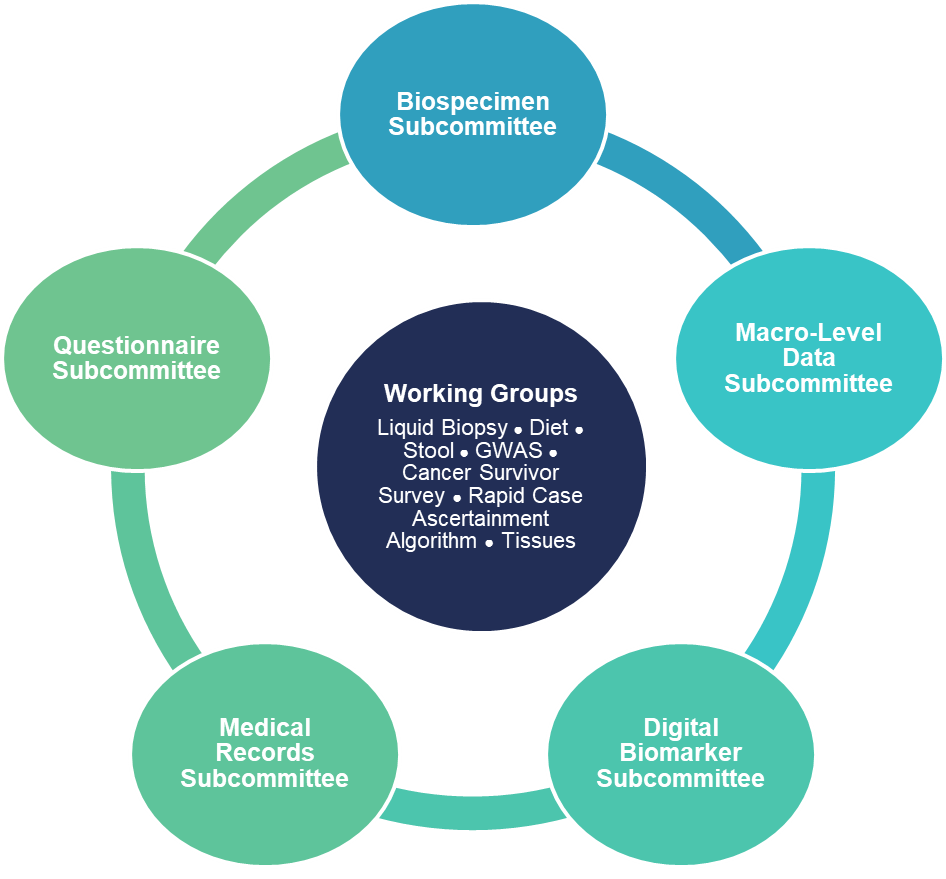 Biospecimen
Subcommittee
Macro-Level
Data
Subcommittee
Questionnaire
Subcommittee
Working Groups
Liquid Biopsy ● Diet ●
Stool ● GWAS ●
Cancer Survivor
Survey ● Rapid Case
Ascertainment
Algorithm ● Tissues
Medical
Records
Subcommittee
Digital
Biomarker
Subcommittee